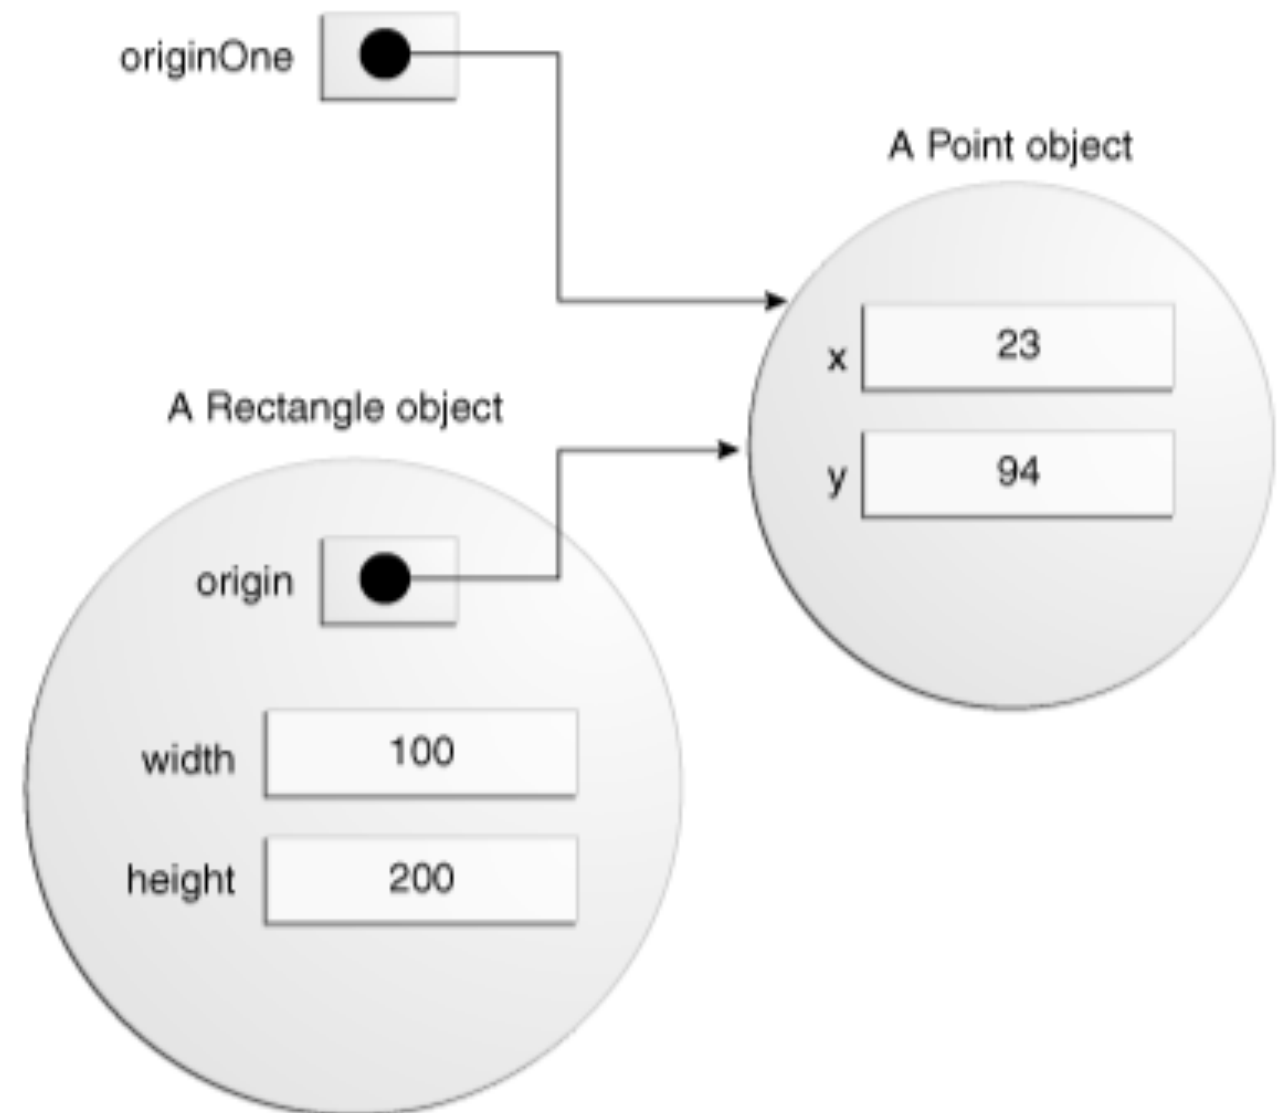 originOne
A Point object
x 23
y 94
A Rectangle object
origin
width 100
height 200